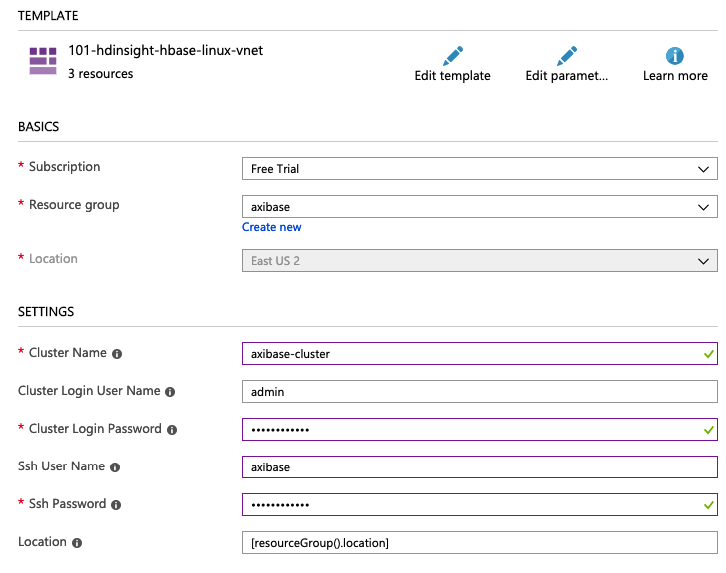 TEMPLATE
101-hdinsight-hbase-linux-vnet
3 resources
Edit template
Edit paramet...
Learn more
BASICS
* Subscription
Free Trial
* Resource group
axibase
Create new
* Location
East US 2
SETTINGS
* Cluster Name
axibase-cluster
Cluster Login User Name
admin
* Cluster Login Password
••••••••••••
Ssh User Name
axibase
* Ssh Password
••••••••••••
Location
[resourceGroup().location]